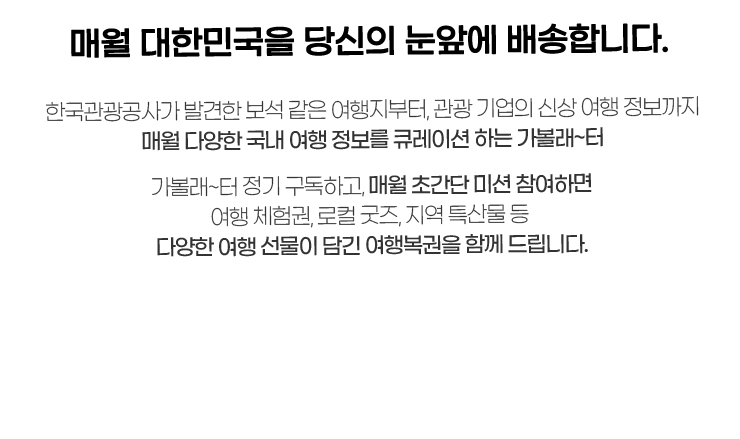 매월 대한민국을 당신의 눈앞에 배송합니다.
한국관광공사가 발견한 보석 같은 여행지부터, 관광 기업의 신상 여행 정보까지
매월 다양한 국내 여행 정보를 큐레이션 하는 가볼래~터
가볼래~터 정기 구독하고, 매월 초간단 미션 참여하면
여행 체험권, 로컬 굿즈, 지역 특산물 등
다양한 여행 선물이 담긴 여행복권을 함께 드립니다.